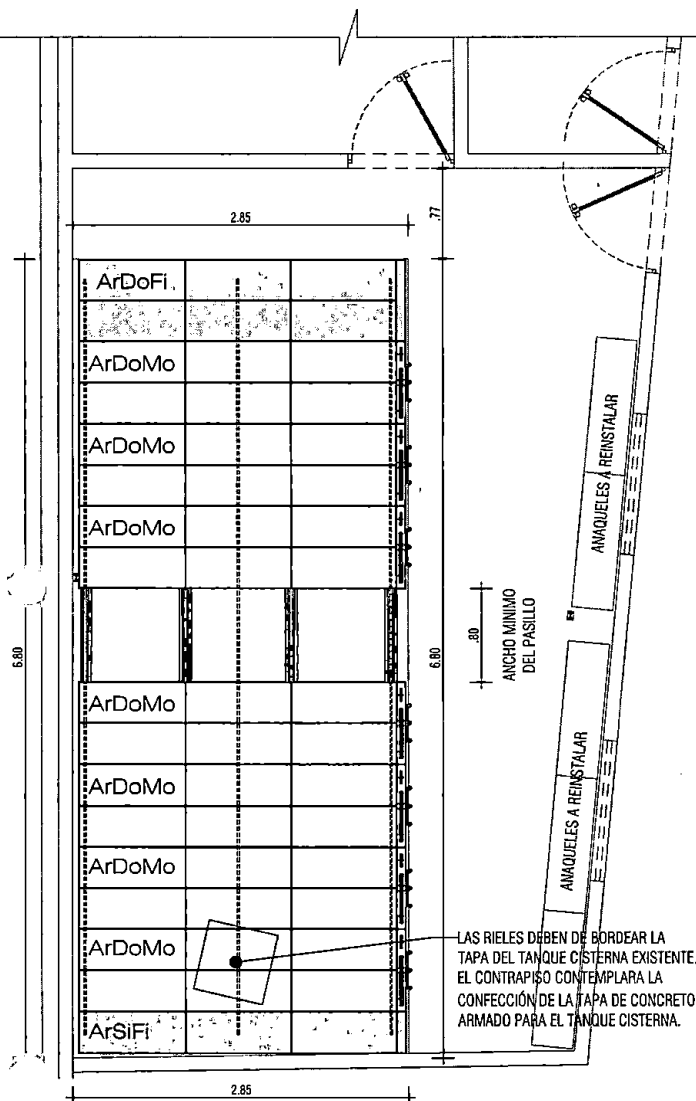 2.85
.77
ArDoFi
ArDoMo
ArDoMo
ArDoMo
ANAQUELES A REINSTALAR
6.80
6.80
.80
ANCHO MINIMO
DEL PASILLO
ArDoMo
ArDoMo
ArDoMo
ArDoMo
ANAQUELES A REINSTALAR
LAS RIELES DEBEN DE BORDEAR LA
TAPA DEL TANQUE CISTERNA EXISTENTE.
EL CONTRAPISO CONTEMPLARA LA
CONFECCIÓN DE LA TAPA DE CONCRETO
ARMADO PARA EL TANQUE CISTERNA.
ArSiFi
2.85